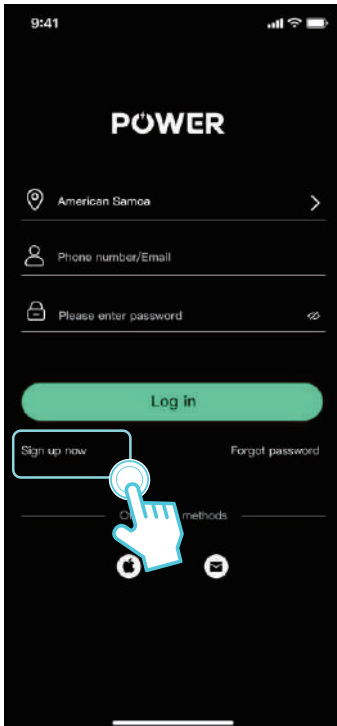 9:41
POWER
American Samoa
Phone number/Email
Please enter password
Log in
Sign up now Forgot password
methods